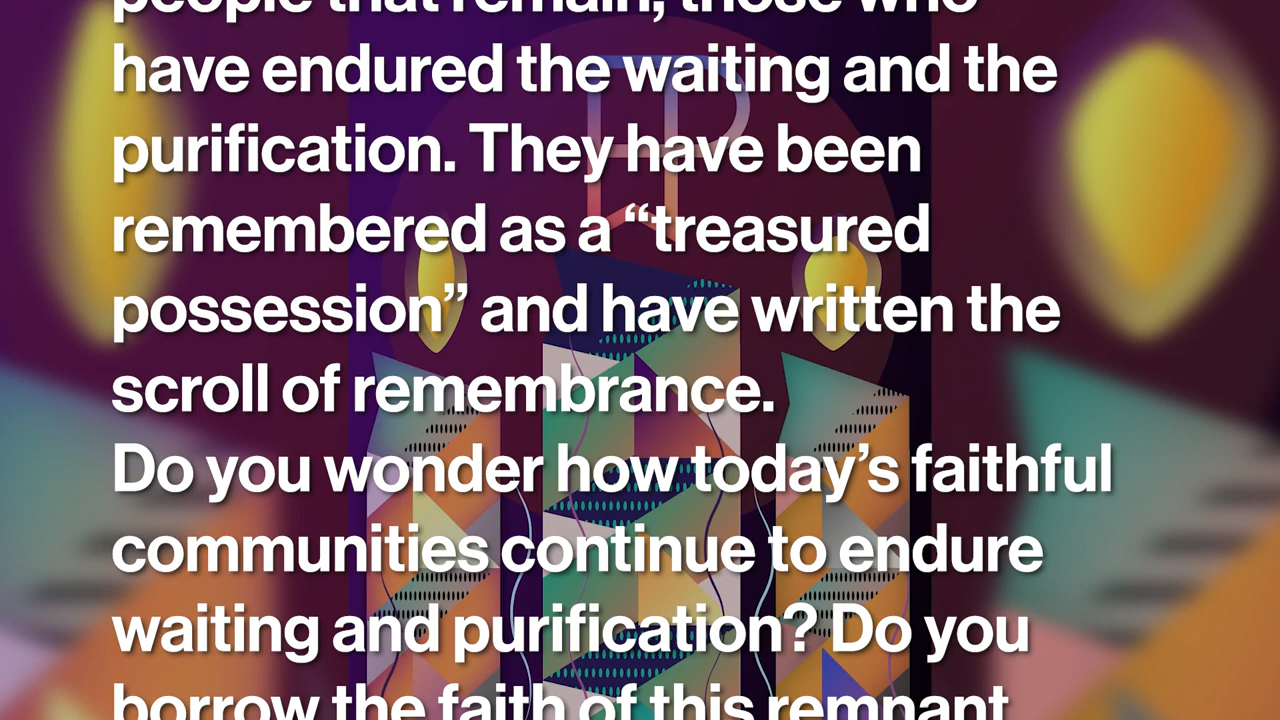 people that remain, those who
have endured the waiting and the
purification. They have been
remembered as a “treasured
possession” and have written the
scroll of remembrance.
Do you wonder how today’s faithful
communities continue to endure
waiting and purification? Do you
borrow the faith of this remnant